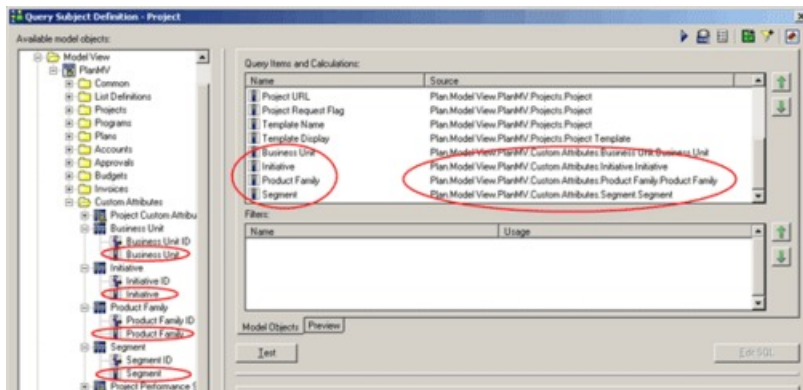 Query Subject Definition - Project
Available model objects:
Model View
PlanMV
Common
List Definitions
Projects
Programs
Plans
Accounts
Approvals
Budgets
Invoices
Custom Attributes
Project Custom Attribu
Business Unit
Business Unit ID
Business Unit
Initiative
Initiative ID
Initiative
Product Family
Product Family ID
Product Family
Segment
Segment ID
Segment
Project Performance S
Query Items and Calculations:
Name Source
Project URL Plan.Model View.PlanMV.Projects.Project
Project Request Flag Plan.Model View.PlanMV.Projects.Project
Template Name Plan.Model View.PlanMV.Projects.Project
Template Display Plan.Model View.PlanMV.Projects.Project Template
Business Unit Plan.Model View.PlanMV.Custom Attributes.Business Unit.Business Unit
Initiative Plan.Model View.PlanMV.Custom Attributes.Initiative.Initiative
Product Family Plan.Model View.PlanMV.Custom Attributes.Product Family.Product Family
Segment Plan.Model View.PlanMV.Custom Attributes.Segment.Segment
Filters:
Name Usage
Model Objects Preview
Test Edit SQL